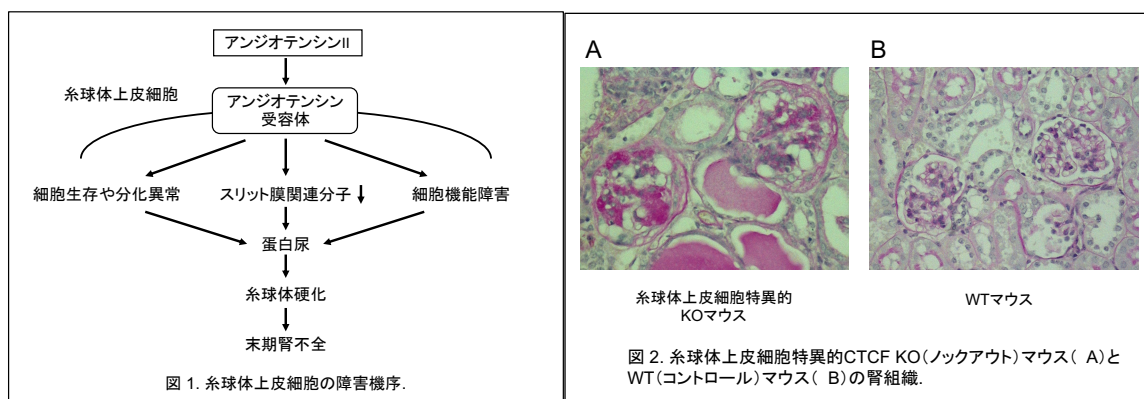 アンジオテンシンII
糸球体上皮細胞
アンジオテンシン
受容体
細胞生存や分化異常
スリット膜関連分子
細胞機能障害
蛋白尿
糸球体硬化
末期腎不全
図 1. 糸球体上皮細胞の障害機序.
A
B
糸球体上皮細胞特異的
KOマウス
WTマウス
図 2. 糸球体上皮細胞特異的CTCF KO(ノックアウト)マウス( A)と
WT(コントロール)マウス( B)の腎組織.